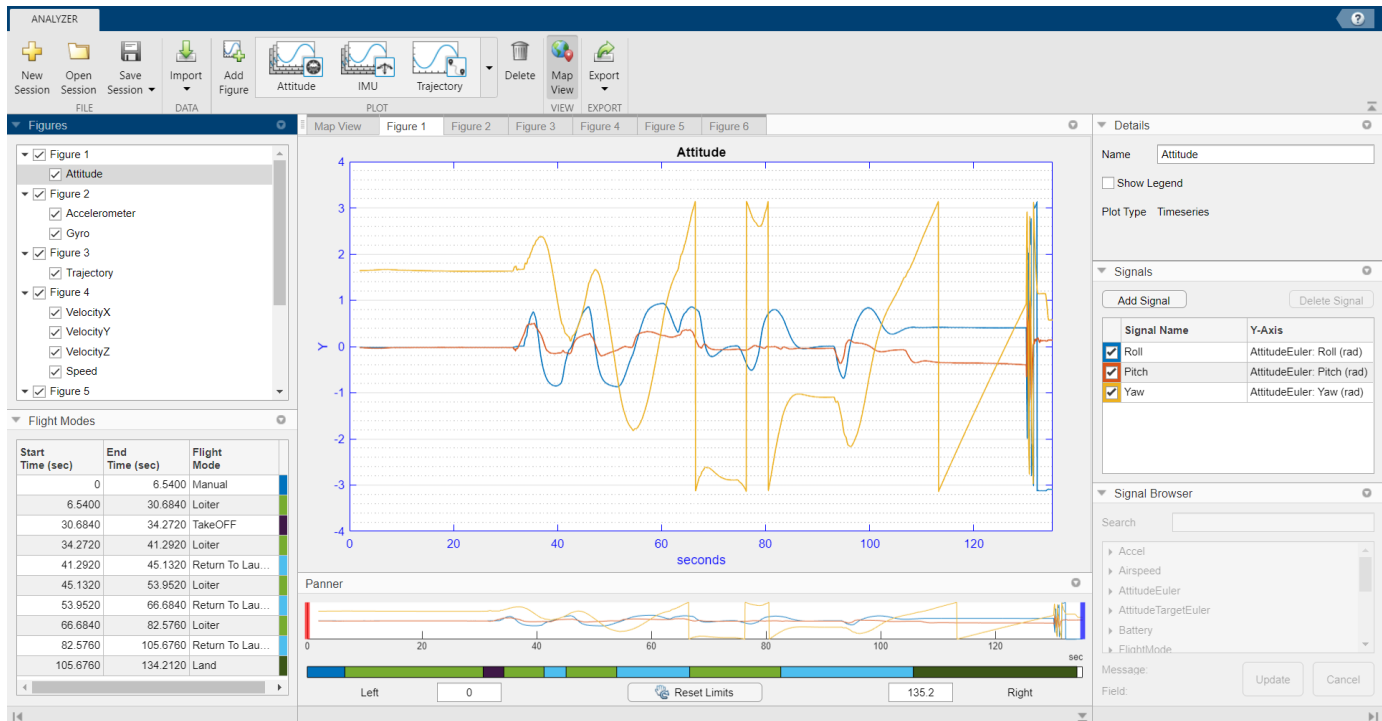 ANALYZER
?
New Session
Open Session
Save Session
Import
Add Figure
Attitude
IMU
Trajectory
Delete
Map View
Export
FILE
DATA
PLOT
VIEW
EXPORT
Figures
Figure 1
Attitude
Figure 2
Accelerometer
Gyro
Figure 3
Trajectory
Figure 4
VelocityX
VelocityY
VelocityZ
Speed
Figure 5
Flight Modes
Start Time (sec) End Time (sec) Flight Mode
0 6.5400 Manual
6.5400 30.6840 Loiter
30.6840 34.2720 TakeOFF
34.2720 41.2920 Loiter
41.2920 45.1320 Return To Lau...
45.1320 53.9520 Loiter
53.9520 66.6840 Return To Lau...
66.6840 82.5760 Loiter
82.5760 105.6760 Return To Lau...
105.6760 134.2120 Land
Map View Figure 1 Figure 2 Figure 3 Figure 4 Figure 5 Figure 6
Attitude
4
3
2
1
0
-1
-2
-3
-4
Y
0 20 40 60 80 100 120
seconds
Panner
0 20 40 60 80 100 120
sec
Left 0 Reset Limits 135.2 Right
Details
Name Attitude
Show Legend
Plot Type Timeseries
Signals
Add Signal Delete Signal
Signal Name Y-Axis
Roll AttitudeEuler: Roll (rad)
Pitch AttitudeEuler: Pitch (rad)
Yaw AttitudeEuler: Yaw (rad)
Signal Browser
Search
Accel
Airspeed
AttitudeEuler
AttitudeTargetEuler
Battery
FlightMode
Message:
Field:
Update Cancel